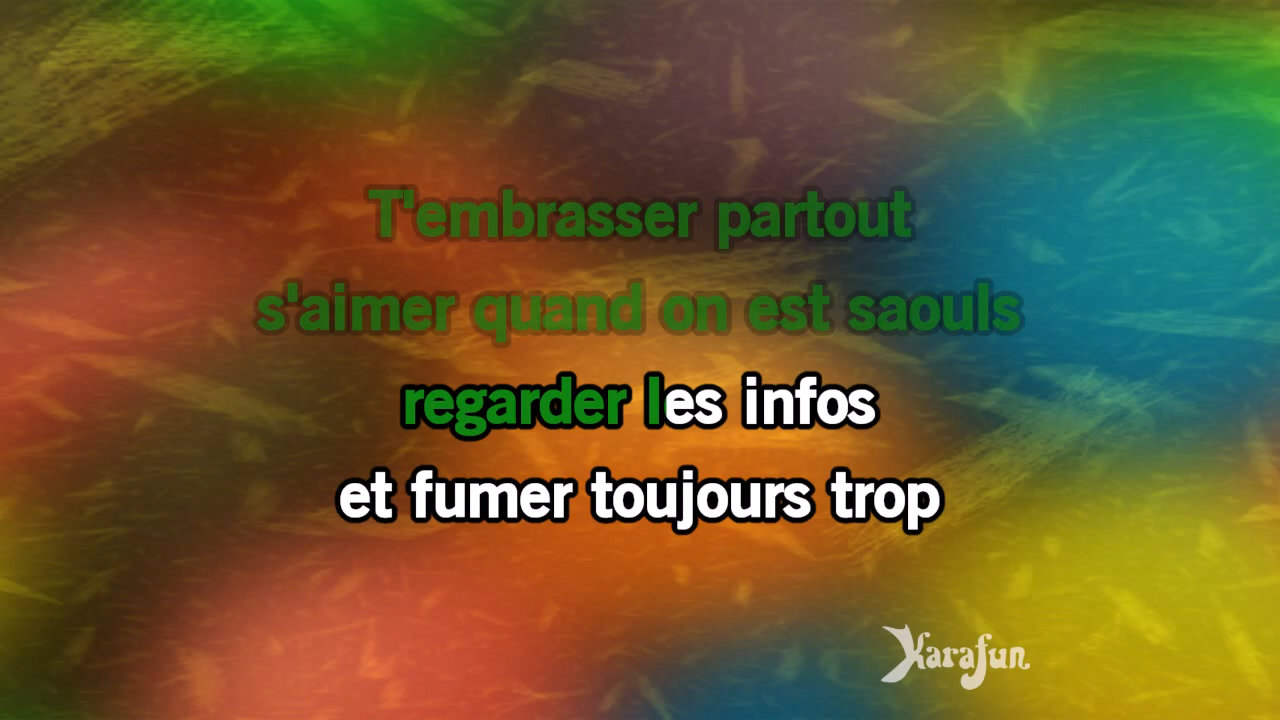 T'embrasser partout
s'aimer quand on est saouls
regarder les infos
et fumer toujours trop
Karafun